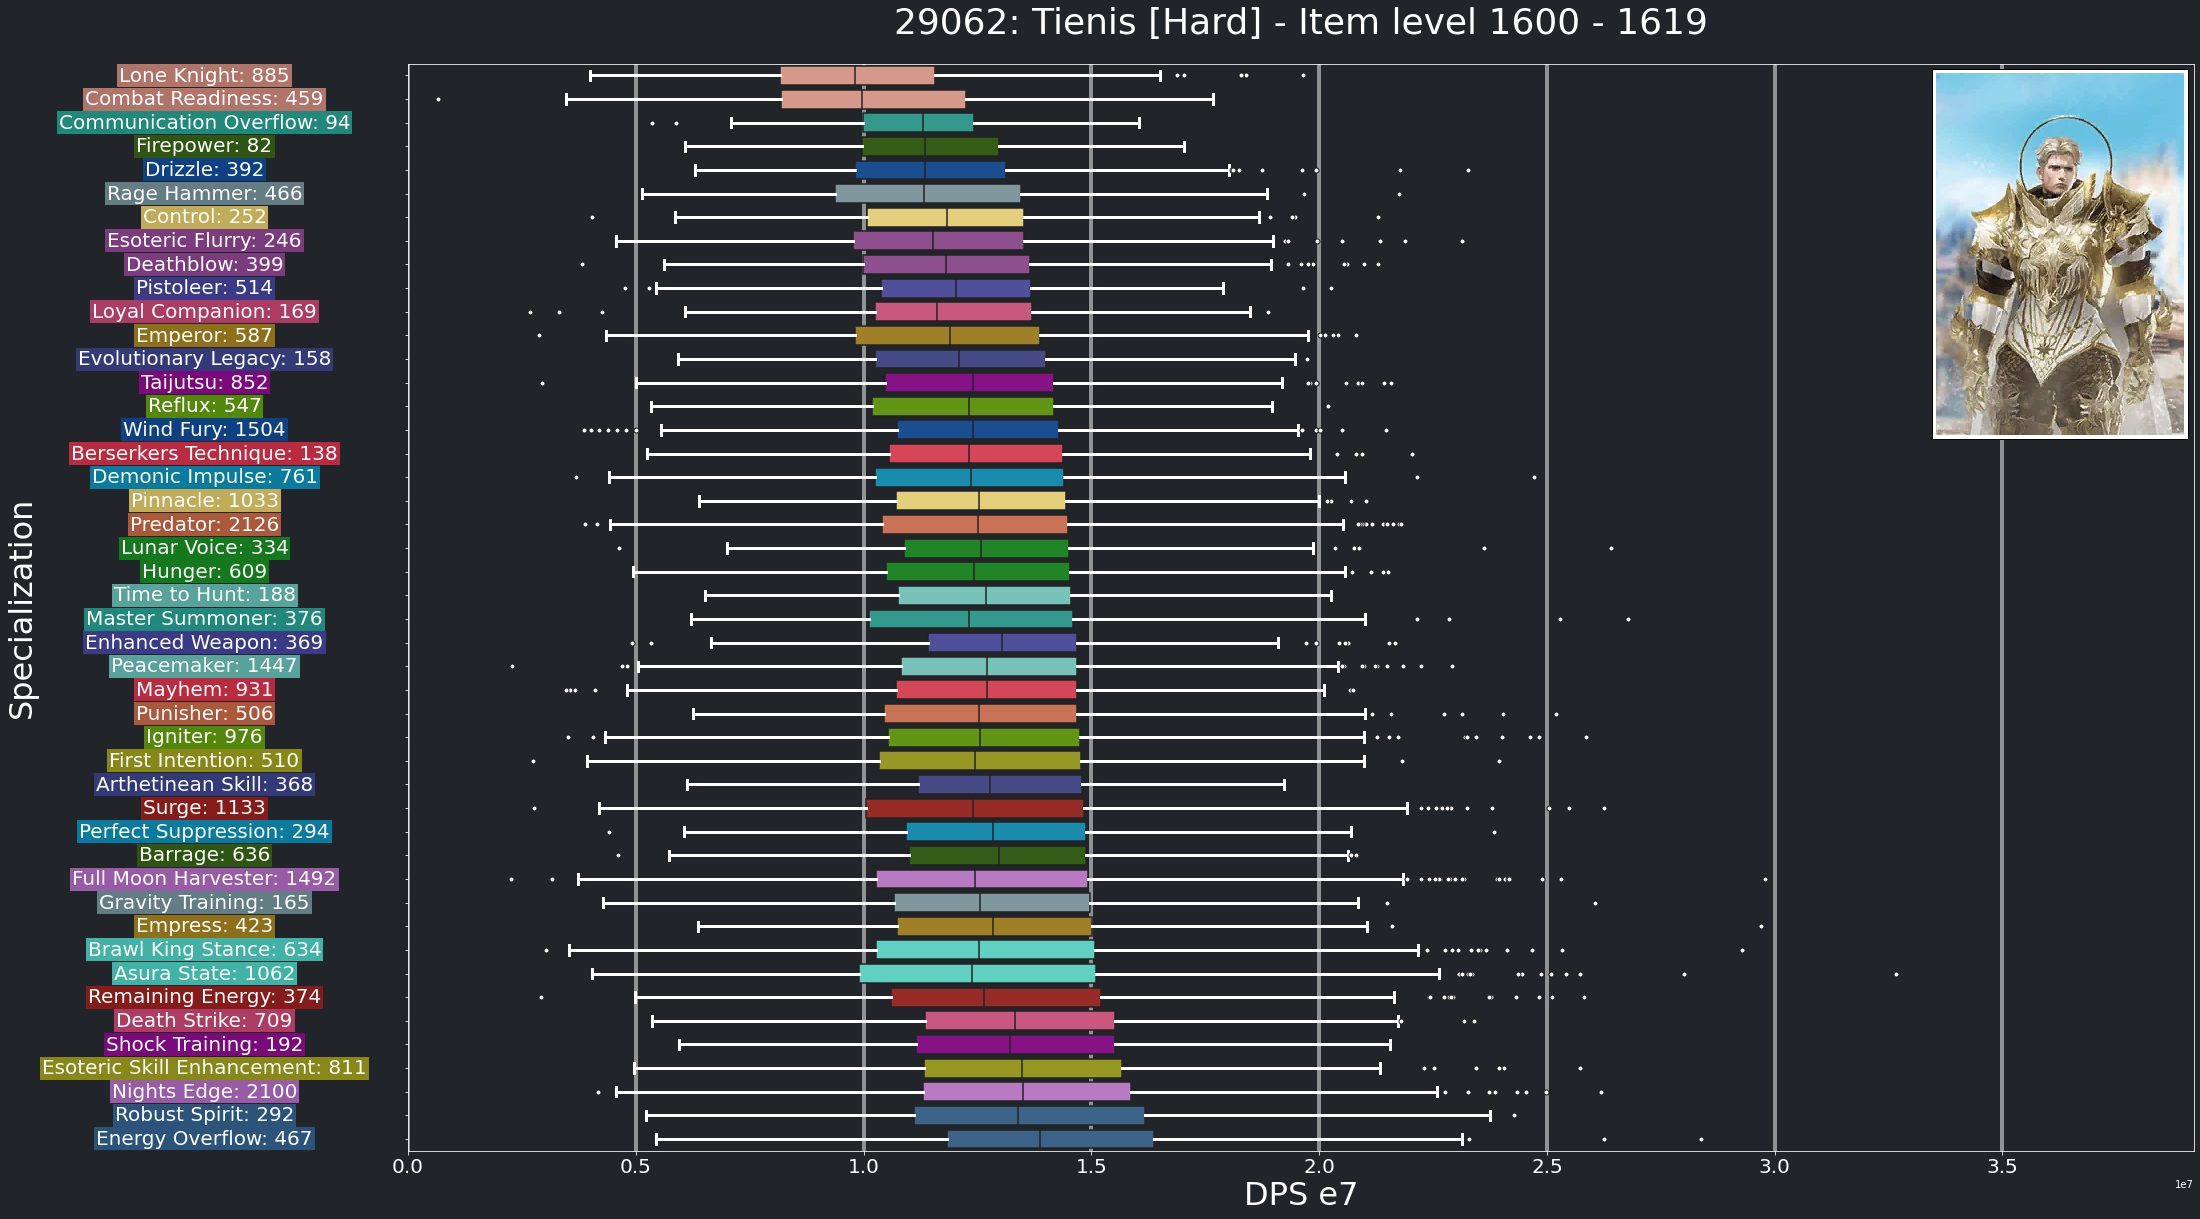 29062: Tienis [Hard] - Item level 1600 - 1619
Specialization
Lone Knight: 885
Combat Readiness: 459
Communication Overflow: 94
Firepower: 82
Drizzle: 392
Rage Hammer: 466
Control: 252
Esoteric Flurry: 246
Deathblow: 399
Pistoleer: 514
Loyal Companion: 169
Emperor: 587
Evolutionary Legacy: 158
Taijutsu: 852
Reflux: 547
Wind Fury: 1504
Berserkers Technique: 138
Demonic Impulse: 761
Pinnacle: 1033
Predator: 2126
Lunar Voice: 334
Hunger: 609
Time to Hunt: 188
Master Summoner: 376
Enhanced Weapon: 369
Peacemaker: 1447
Mayhem: 931
Punisher: 506
Igniter: 976
First Intention: 510
Arthetinean Skill: 368
Surge: 1133
Perfect Suppression: 294
Barrage: 636
Full Moon Harvester: 1492
Gravity Training: 165
Empress: 423
Brawl King Stance: 634
Asura State: 1062
Remaining Energy: 374
Death Strike: 709
Shock Training: 192
Esoteric Skill Enhancement: 811
Nights Edge: 2100
Robust Spirit: 292
Energy Overflow: 467
0.0 0.5 1.0 1.5 2.0 2.5 3.0 3.5
1e7
DPS e7